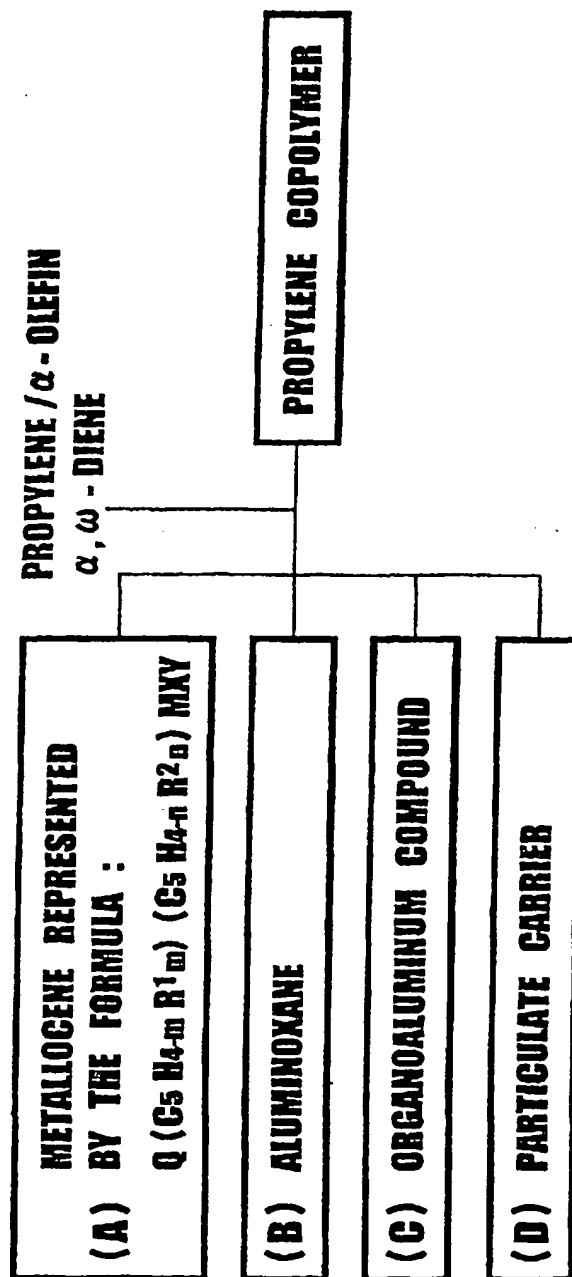 METALLOCENE REPRESENTED
(A) BY THE FORMULA :
Q (C5 H4-m R1m) (C5 H4-n R2n) MXY
(B) ALUMINOXANE
(C) ORGANOALUMINUM COMPOUND
(D) PARTICULATE CARRIER
PROPYLENE / α - OLEFIN
α , ω - DIENE
PROPYLENE COPOLYMER